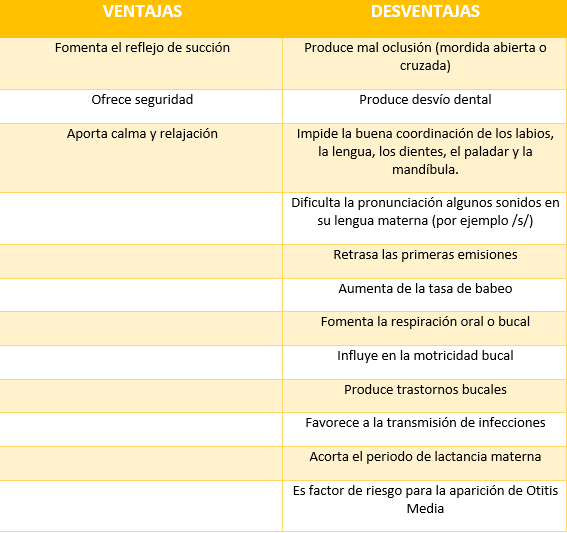 VENTAJAS DESVENTAJAS
Fomenta el reflejo de succión Produce mal oclusión (mordida abierta o
cruzada)
Ofrece seguridad Produce desvío dental
Aporta calma y relajación Impide la buena coordinación de los labios,
la lengua, los dientes, el paladar y la
mandíbula.
Dificulta la pronunciación algunos sonidos en
su lengua materna (por ejemplo /s/)
Retrasa las primeras emisiones
Aumenta de la tasa de babeo
Fomenta la respiración oral o bucal
Influye en la motricidad bucal
Produce trastornos bucales
Favorece a la transmisión de infecciones
Acorta el periodo de lactancia materna
Es factor de riesgo para la aparición de Otitis
Media